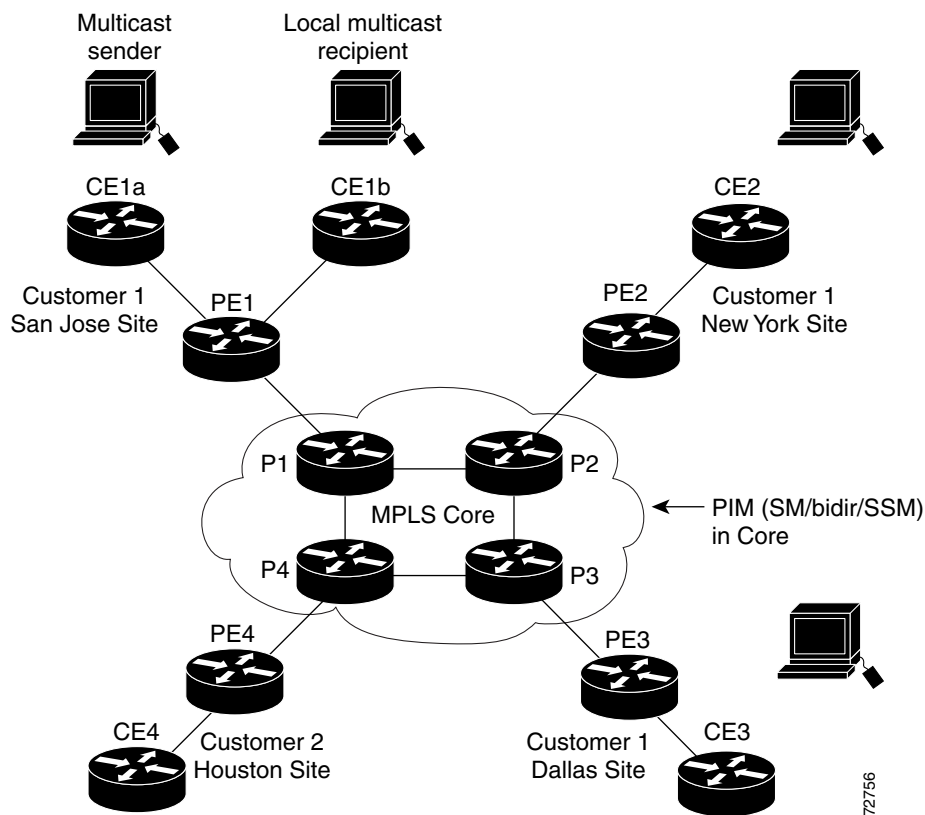 Multicast
sender
Local multicast
recipient
CE1a
CE1b
CE2
Customer 1
San Jose Site
PE1
PE2
Customer 1
New York Site
P1
P2
MPLS Core
PIM (SM/bidir/SSM)
in Core
P4
P3
PE4
PE3
CE4
Customer 2
Houston Site
Customer 1
Dallas Site
CE3
72756